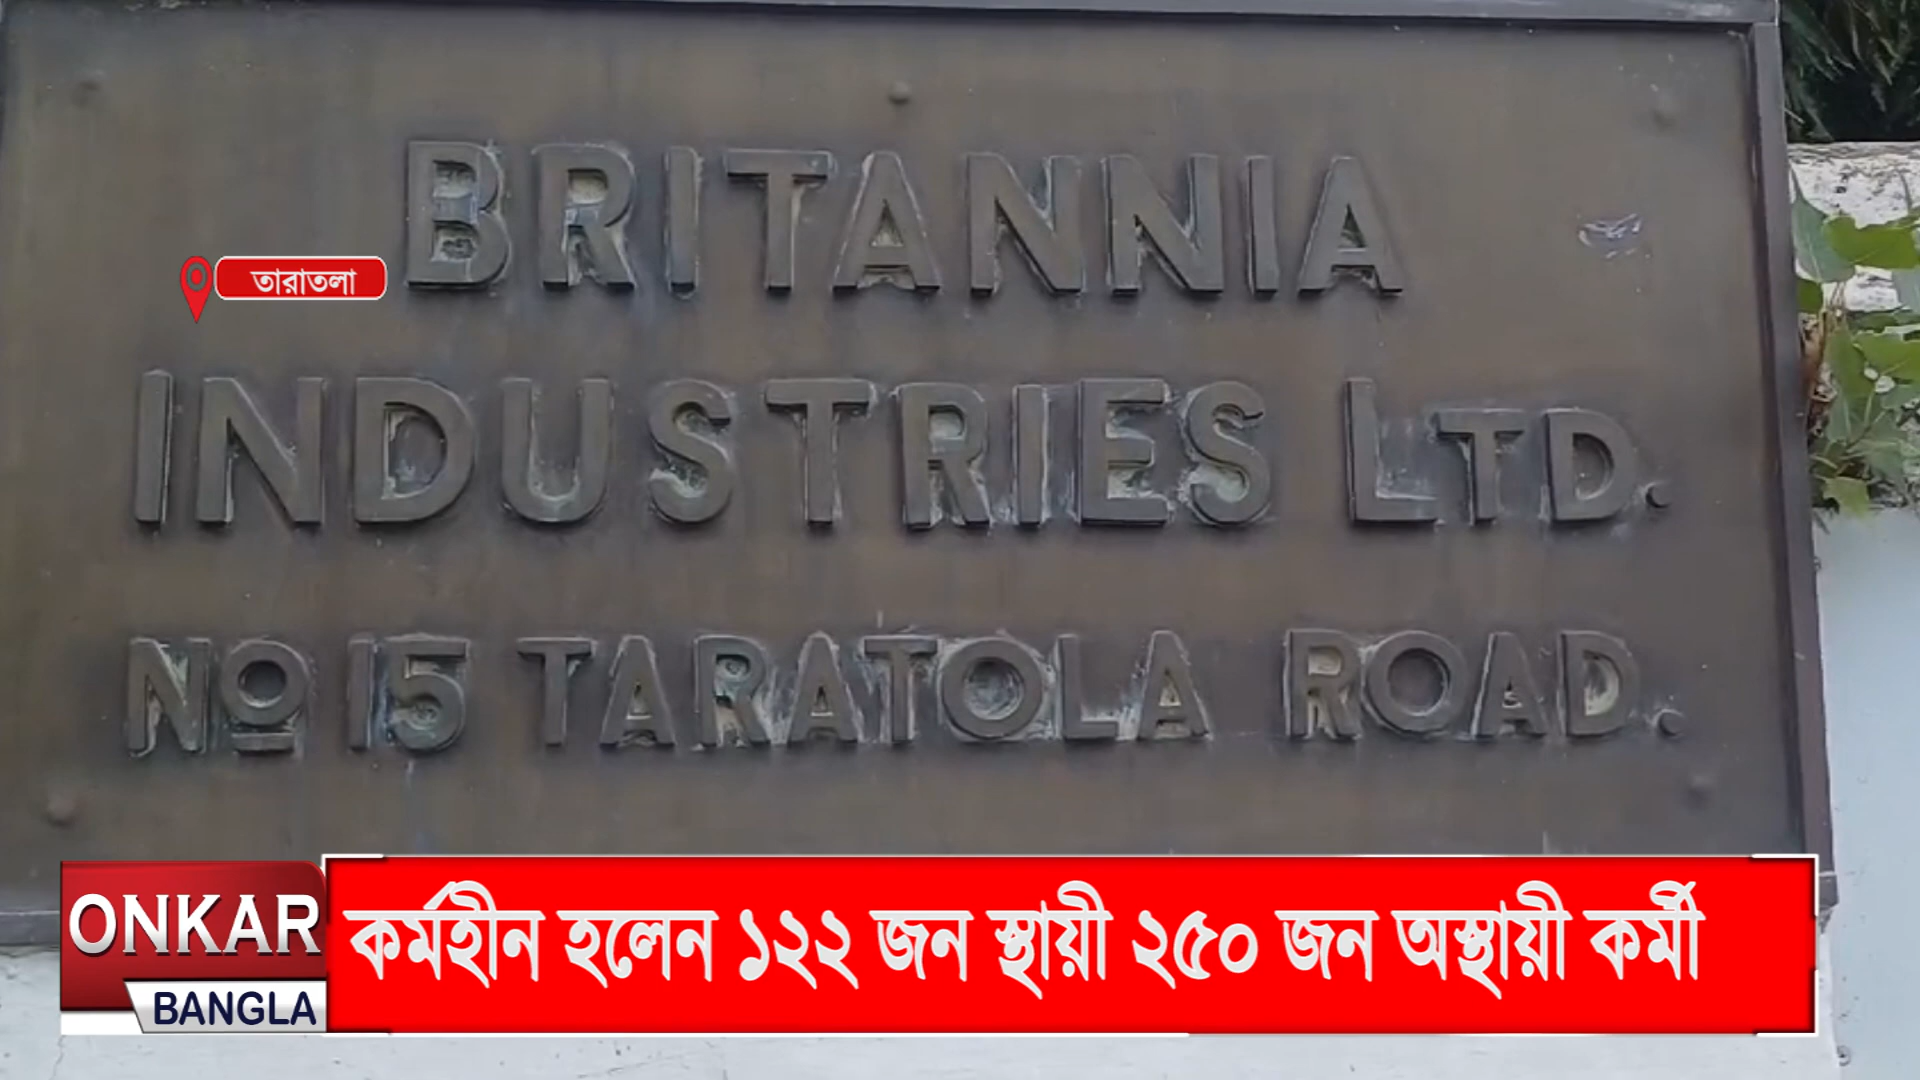 BRITANNIA
তারাতলা
INDUSTRIES LTD.
Nº 15 TARATOLA ROAD.
ONKAR
BANGLA
কর্মহীন হলেন ১২২ জন স্থায়ী ২৫০ জন অস্থায়ী কর্মী